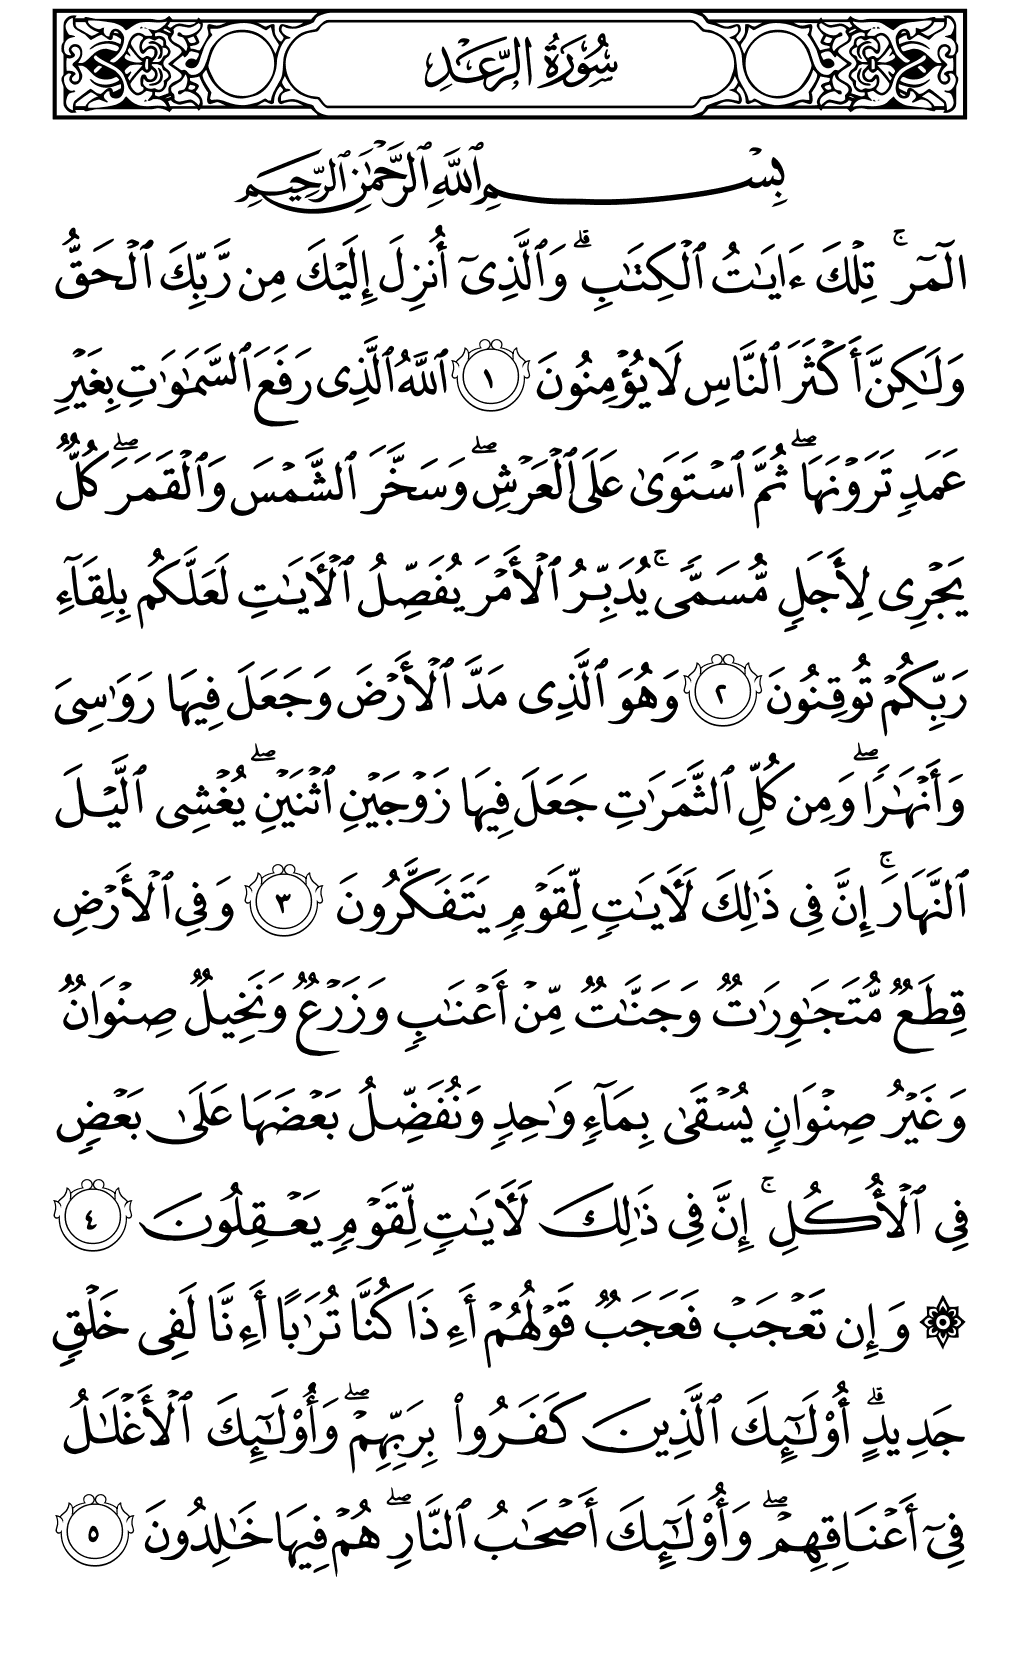 سُورَةُ الرَّعۡدِ
بِسۡمِ ٱللَّهِ ٱلرَّحۡمَٰنِ ٱلرَّحِيمِ
الٓمٓرۚ تِلۡكَ ءَايَٰتُ ٱلۡكِتَٰبِۗ وَٱلَّذِيٓ أُنزِلَ إِلَيۡكَ مِن رَّبِّكَ ٱلۡحَقُّ
وَلَٰكِنَّ أَكۡثَرَ ٱلنَّاسِ لَا يُؤۡمِنُونَ ١ ٱللَّهُ ٱلَّذِي رَفَعَ ٱلسَّمَٰوَٰتِ بِغَيۡرِ
عَمَدٖ تَرَوۡنَهَاۖ ثُمَّ ٱسۡتَوَىٰ عَلَى ٱلۡعَرۡشِۖ وَسَخَّرَ ٱلشَّمۡسَ وَٱلۡقَمَرَۖ كُلّٞ
يَجۡرِي لِأَجَلٖ مُّسَمّٗىۚ يُدَبِّرُ ٱلۡأَمۡرَ يُفَصِّلُ ٱلۡأٓيَٰتِ لَعَلَّكُم بِلِقَآءِ
رَبِّكُمۡ تُوقِنُونَ ٢ وَهُوَ ٱلَّذِي مَدَّ ٱلۡأَرۡضَ وَجَعَلَ فِيهَا رَوَٰسِيَ
وَأَنۡهَٰرٗاۖ وَمِن كُلِّ ٱلثَّمَرَٰتِ جَعَلَ فِيهَا زَوۡجَيۡنِ ٱثۡنَيۡنِۖ يُغۡشِي ٱلَّيۡلَ
ٱلنَّهَارَۚ إِنَّ فِي ذَٰلِكَ لَأٓيَٰتٖ لِّقَوۡمٖ يَتَفَكَّرُونَ ٣ وَفِي ٱلۡأَرۡضِ
قِطَعٞ مُّتَجَٰوِرَٰتٞ وَجَنَّٰتٞ مِّنۡ أَعۡنَٰبٖ وَزَرۡعٞ وَنَخِيلٞ صِنۡوَانٞ
وَغَيۡرُ صِنۡوَانٖ يُسۡقَىٰ بِمَآءٖ وَٰحِدٖ وَنُفَضِّلُ بَعۡضَهَا عَلَىٰ بَعۡضٖ
فِي ٱلۡأُكُلِۚ إِنَّ فِي ذَٰلِكَ لَأٓيَٰتٖ لِّقَوۡمٖ يَعۡقِلُونَ ٤
۞ وَإِن تَعۡجَبۡ فَعَجَبٞ قَوۡلُهُمۡ أَءِذَا كُنَّا تُرَٰبًا أَءِنَّا لَفِي خَلۡقٖ
جَدِيدٍۗ أُوْلَٰٓئِكَ ٱلَّذِينَ كَفَرُواْ بِرَبِّهِمۡۖ وَأُوْلَٰٓئِكَ ٱلۡأَغۡلَٰلُ
فِيٓ أَعۡنَاقِهِمۡۖ وَأُوْلَٰٓئِكَ أَصۡحَٰبُ ٱلنَّارِۖ هُمۡ فِيهَا خَٰلِدُونَ ٥